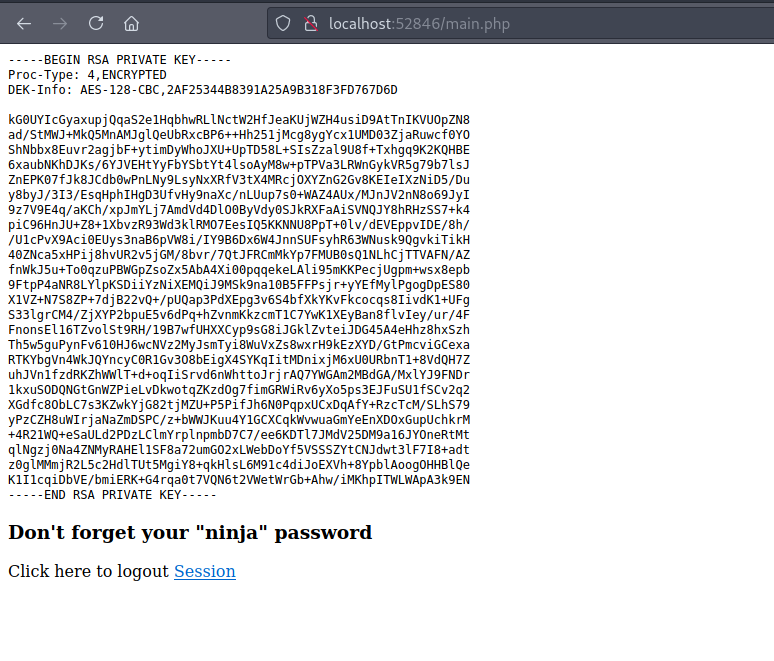 localhost:52846/main.php
-----BEGIN RSA PRIVATE KEY-----
Proc-Type: 4,ENCRYPTED
DEK-Info: AES-128-CBC,2AF25344B8391A25A9B318F3FD767D6D
kG0UYIcGyaxupjQqaS2e1HqbhwRLlNctW2HfJeaKUjWZH4usiD9AtTnIKVUOpZN8
ad/StMWJ+MkQ5MnAMJglQeUbRxcBP6++Hh251jMcg8ygYcx1UMD03ZjaRuwcf0YO
ShNbbx8Euvr2agjbF+ytimDyWhoJXU+UpTD58L+SIsZzal9U8f+Txhgq9K2KQHBE
6xaubNKhDJKs/6YJVEHtYyFbYSbtYt4lsoAyM8w+pTPVa3LRWnGykVR5g79b7lsJ
ZnEPK07fJk8JCdb0wPnLNy9LsyNxXRfV3tX4MRcjOXYZnG2Gv8KEIeIXzNiD5/Du
y8byJ/3I3/EsqHphIHgD3UfvHy9naXc/nLUup7s0+WAZ4AUx/MJnJV2nN8o69JyI
9z7V9E4q/aKCh/xpJmYLj7AmdVd4DlO0ByVdy0SJkRXFaAiSVNQJY8hRHzSS7+k4
piC96HnJU+Z8+1XbvzR93Wd3klRMO7EesIQ5KKNNU8PpT+0lv/dEVEppvIDE/8h/
/U1cPvX9Aci0EUys3naB6pVW8i/IY9B6Dx6W4JnnSUFsyhR63WNusk9QgvkiTikH
40ZNca5xHPij8hvUR2v5jGM/8bvr/7QtJFRCmMkYp7FMUB0sQ1NLhCjTTVAFN/AZ
fnWkJ5u+To0qzuPBWGpZsoZx5AbA4Xi00pqqekeLAli95mKKPecjUgpm+wsx8epb
9FtpP4aNR8LYlpKSDiiYzNiXEMQiJ9MSk9na10B5FFPsjr+yYEfMylPgogDpES80
X1VZ+N7S8ZP+7djB22vQ+/pUQap3PdXEpg3v6S4bfXkYKvFkcocqs8IivdK1+UFg
S33lgrCM4/ZjXYP2bpuE5v6dPq+hZvnmKkzcmT1C7YwK1XEyBan8flvIey/ur/4F
FnonsEl16TZvolSt9RH/19B7wfUHXXCyp9sG8iJGklZvteiJDG45A4eHhz8hxSzh
Th5w5guPynFv610HJ6wcNVz2MyJsmTyi8WuVxZs8wxrH9kEzXYD/GtPmcviGCexa
RTKYbgVn4WkJQYncyC0R1Gv3O8bEigX4SYKqIitMDnixjM6xU0URbnT1+8VdQH7Z
uhJVn1fzdRKZhWWlT+d+oqIiSrvd6nWhttoJrjrAQ7YWGAm2MBdGA/MxlYJ9FNDr
1kxuSODQNGtGnWZPieLvDkwotqZKzdOg7fimGRWiRv6yXo5ps3EJFuSU1fSCv2q2
XGdfc8ObLC7s3KZwkYjG82tjMZU+P5PifJh6N0PqpxUCxDqAfY+RzcTcM/SLhS79
yPzCZH8uWIrjaNaZmDSPC/z+bWWJKuu4Y1GCXCqkWvwuaGmYeEnXDOxGupUchkrM
+4R21WQ+eSaULd2PDzLClmYrplnpmbD7C7/ee6KDTl7JMdV25DM9a16JYOneRtMt
qlNgzj0Na4ZNMyRAHEl1SF8a72umGO2xLWebDoYf5VSSSZYtCNJdwt3lF7I8+adt
z0glMMmjR2L5c2HdlTUt5MgiY8+qkHlsL6M91c4diJoEXVh+8YpblAoogOHHBlQe
K1I1cqiDbVE/bmiERK+G4rqa0t7VQN6t2VWetWrGb+Ahw/iMKhpITWLWApA3k9EN
-----END RSA PRIVATE KEY-----
Don't forget your "ninja" password
Click here to logout Session